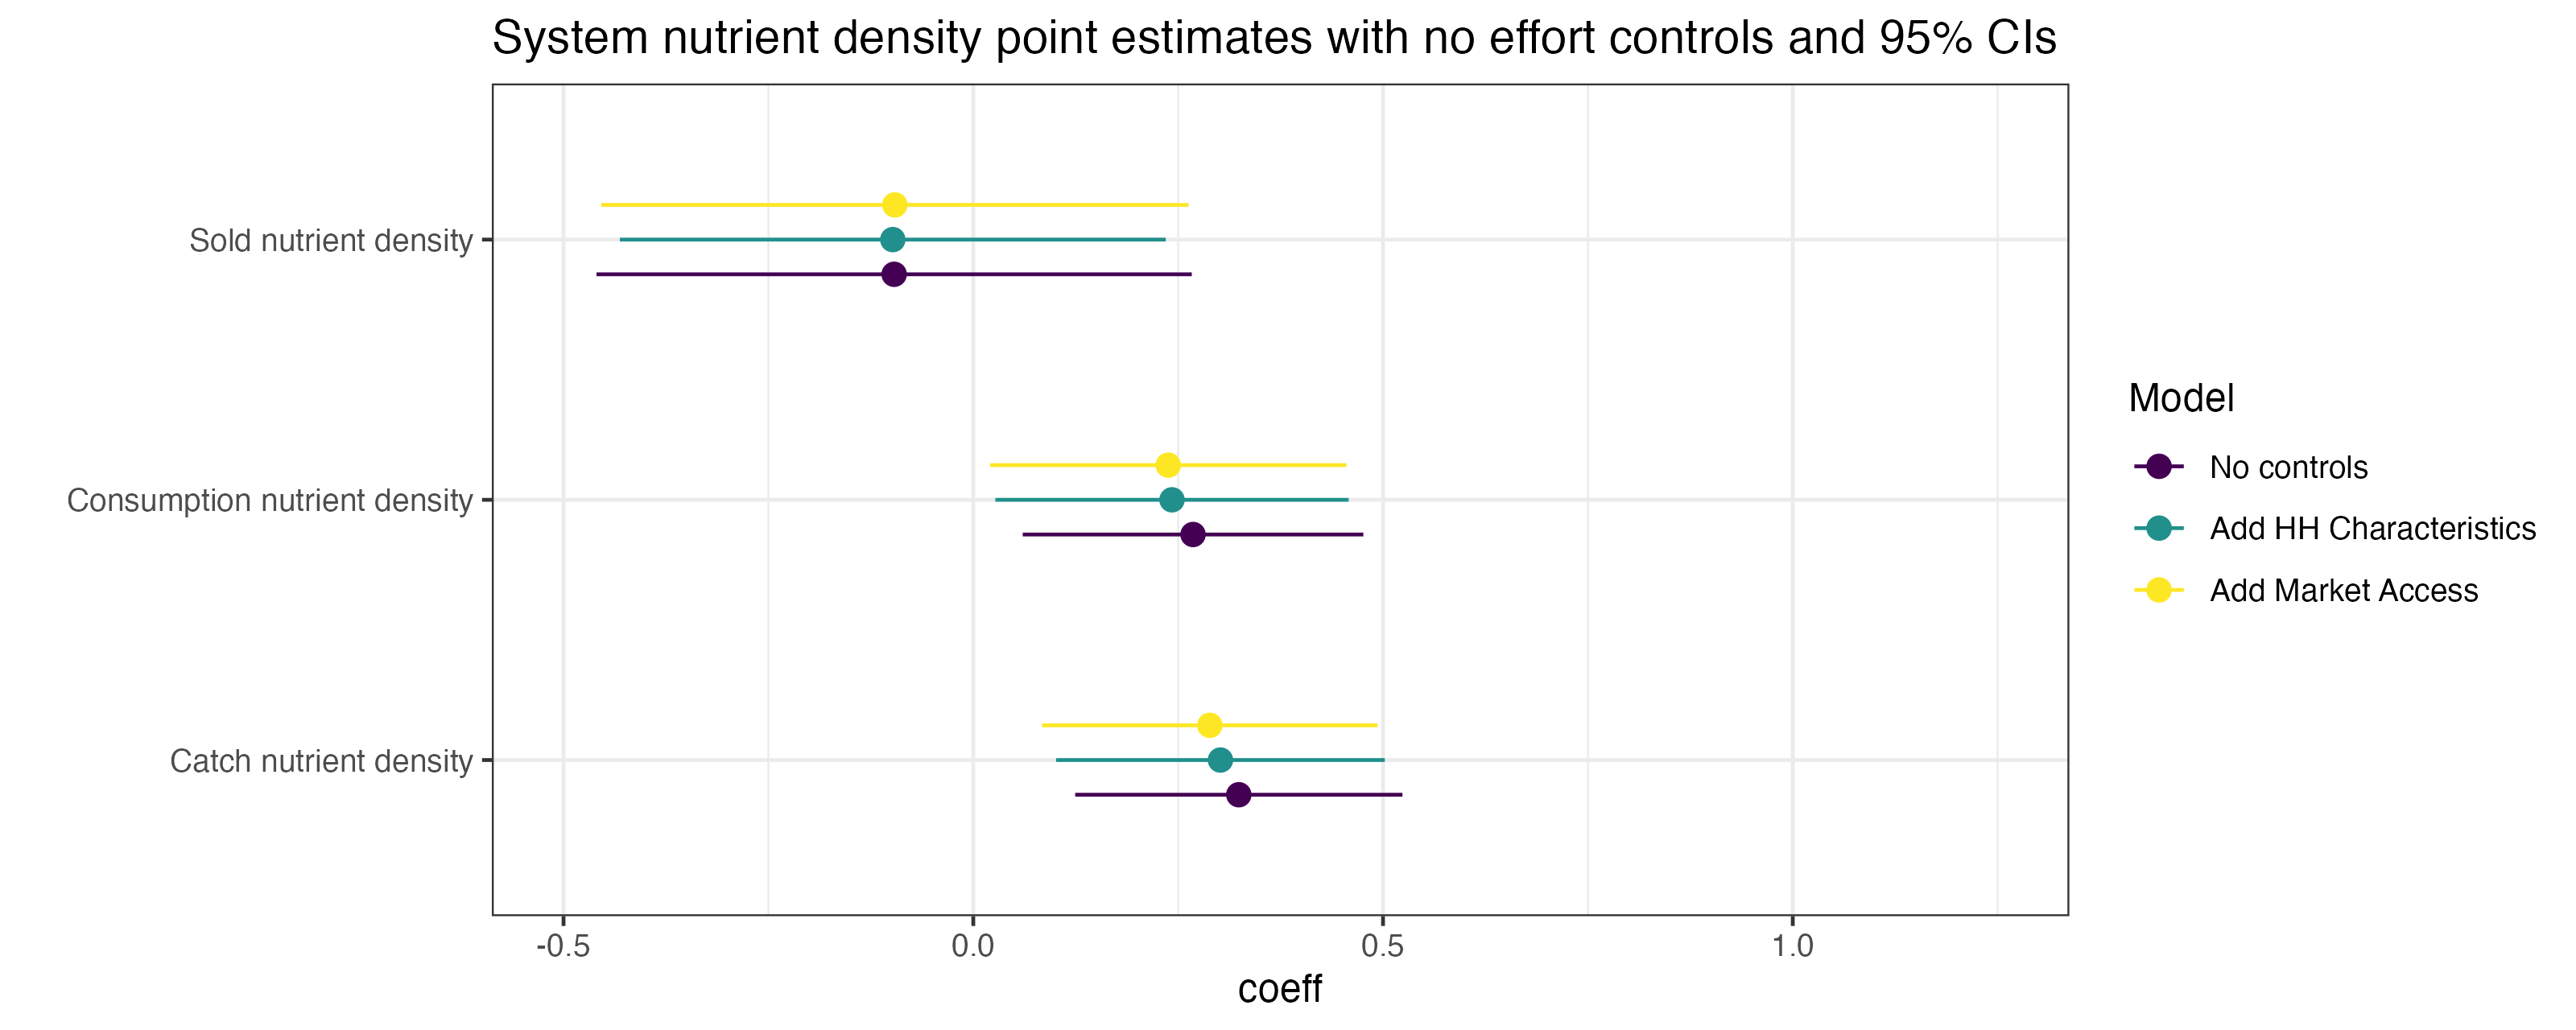 System nutrient density point estimates with no effort controls and 95% CIs
Sold nutrient density
Consumption nutrient density
Catch nutrient density
-0.5
0.0
0.5
1.0
coeff
Model
No controls
Add HH Characteristics
Add Market Access